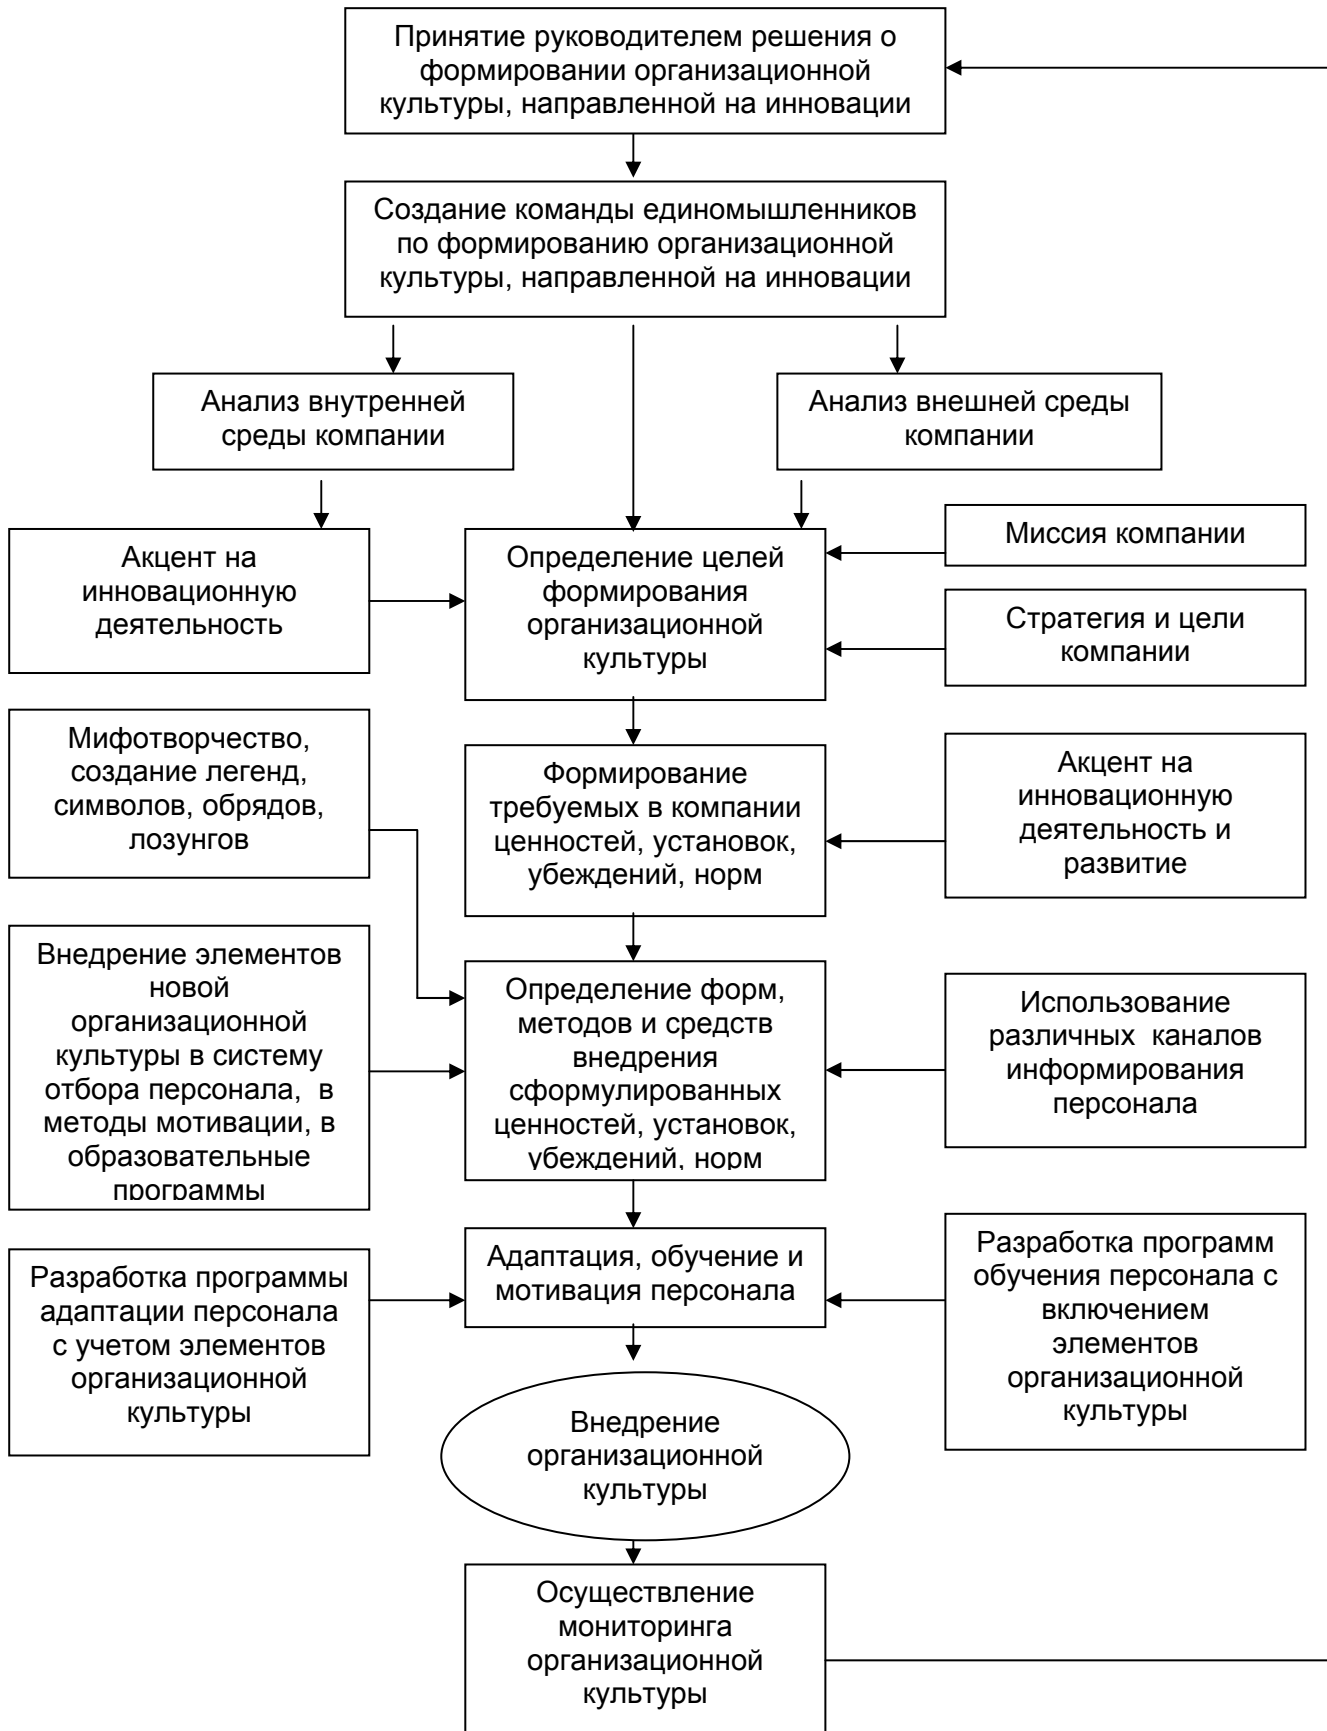 Принятие руководителем решения о
формировании организационной
культуры, направленной на инновации
Создание команды единомышленников
по формированию организационной
культуры, направленной на инновации
Анализ внутренней
среды компании
Анализ внешней среды
компании
Акцент на
инновационную
деятельность
Определение целей
формирования
организационной
культуры
Миссия компании
Стратегия и цели
компании
Мифотворчество,
создание легенд,
символов, обрядов,
лозунгов
Формирование
требуемых в компании
ценностей, установок,
убеждений, норм
Акцент на
инновационную
деятельность и
развитие
Внедрение элементов
новой
организационной
культуры в систему
отбора персонала,  в
методы мотивации, в
образовательные
программы
Определение форм,
методов и средств
внедрения
сформулированных
ценностей, установок,
убеждений, норм
Использование
различных  каналов
информирования
персонала
Разработка программы
адаптации персонала
с учетом элементов
организационной
культуры
Адаптация, обучение и
мотивация персонала
Разработка программ
обучения персонала с
включением
элементов
организационной
культуры
Внедрение
организационной
культуры
Осуществление
мониторинга
организационной
культуры